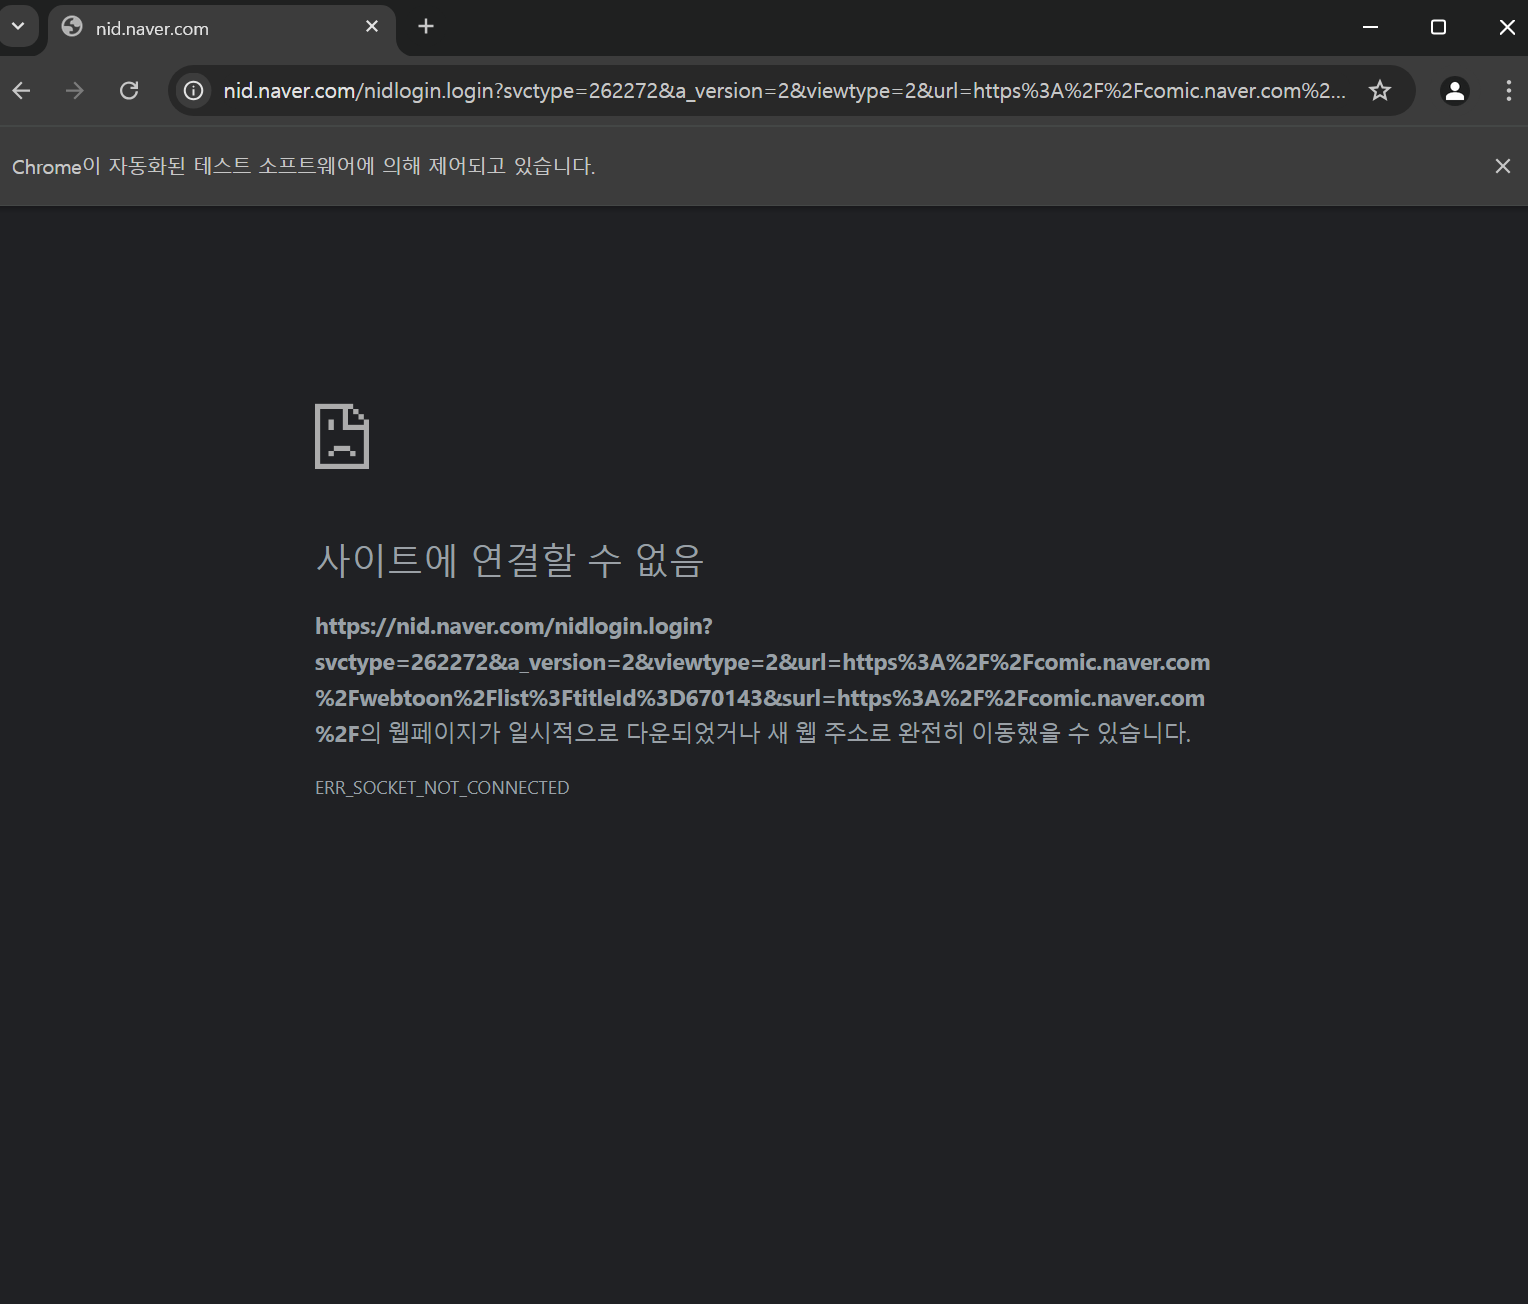 nid.naver.com
nid.naver.com/nidlogin.login?svctype=262272&a_version=2&viewtype=2&url=https%3A%2F%2Fcomic.naver.com%2...
Chrome이 자동화된 테스트 소프트웨어에 의해 제어되고 있습니다.
사이트에 연결할 수 없음
https://nid.naver.com/nidlogin.login?
svctype=262272&a_version=2&viewtype=2&url=https%3A%2F%2Fcomic.naver.com
%2Fwebtoon%2Flist%3FtitleId%3D670143&surl=https%3A%2F%2Fcomic.naver.com
%2F의 웹페이지가 일시적으로 다운되었거나 새 웹 주소로 완전히 이동했을 수 있습니다.
ERR_SOCKET_NOT_CONNECTED